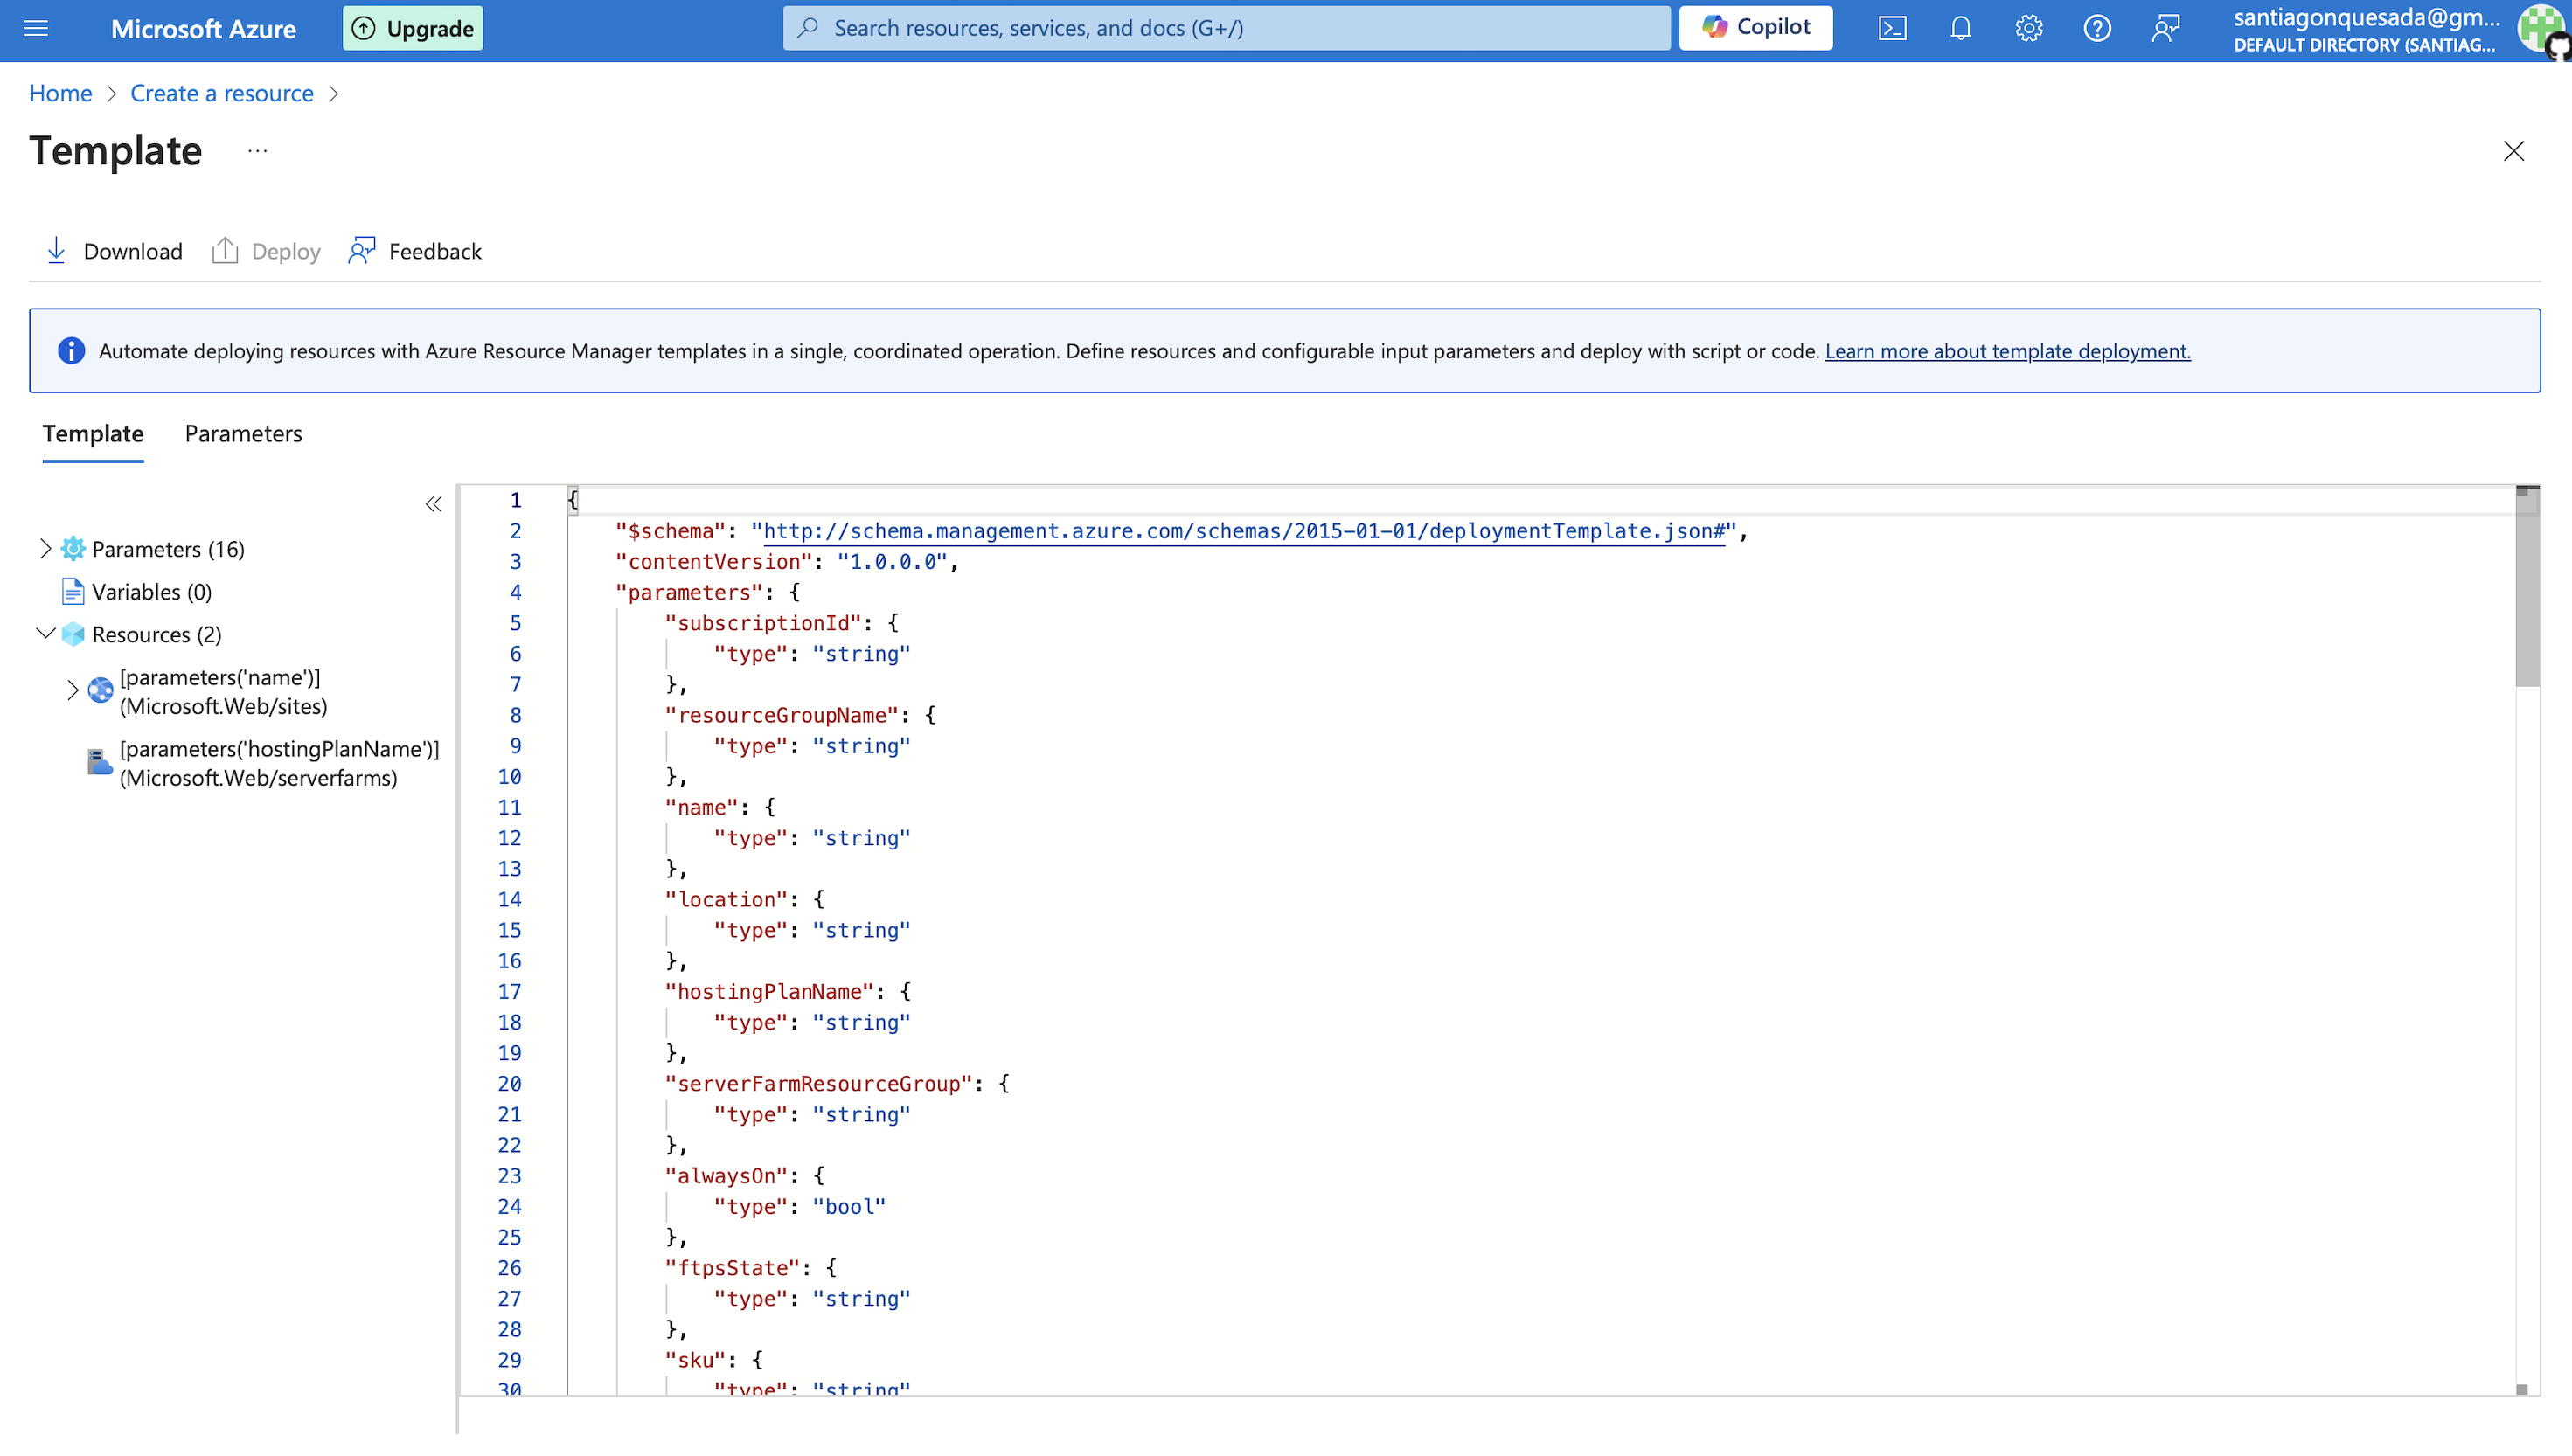 Microsoft Azure
Upgrade
Search resources, services, and docs (G+/)
Copilot
santiagonquesada@gm...
DEFAULT DIRECTORY (SANTIAG...
Home > Create a resource >
Template ...
Download
Deploy
Feedback
Automate deploying resources with Azure Resource Manager templates in a single, coordinated operation. Define resources and configurable input parameters and deploy with script or code. Learn more about template deployment.
Template
Parameters
Parameters (16)
Variables (0)
Resources (2)
[parameters('name')]
(Microsoft.Web/sites)
[parameters('hostingPlanName')]
(Microsoft.Web/serverfarms)
1 {
2 "$schema": "http://schema.management.azure.com/schemas/2015-01-01/deploymentTemplate.json#",
3 "contentVersion": "1.0.0.0",
4 "parameters": {
5 "subscriptionId": {
6 "type": "string"
7 },
8 "resourceGroupName": {
9 "type": "string"
10 },
11 "name": {
12 "type": "string"
13 },
14 "location": {
15 "type": "string"
16 },
17 "hostingPlanName": {
18 "type": "string"
19 },
20 "serverFarmResourceGroup": {
21 "type": "string"
22 },
23 "alwaysOn": {
24 "type": "bool"
25 },
26 "ftpsState": {
27 "type": "string"
28 },
29 "sku": {
30 "type": "string"